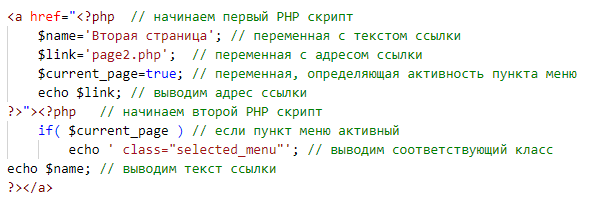 <a href="<?php  // начинаем первый PHP скрипт
    $name='Вторая страница'; // переменная с текстом ссылки
    $link='page2.php';  // переменная с адресом ссылки
    $current_page=true; // переменная, определяющая активность пункта меню
    echo $link; // выводим адрес ссылки
?>"><?php   // начинаем второй PHP скрипт
    if( $current_page ) // если пункт меню активный
        echo ' class="selected_menu"'; // выводим соответствующий класс
echo $name; // выводим текст ссылки
?></a>